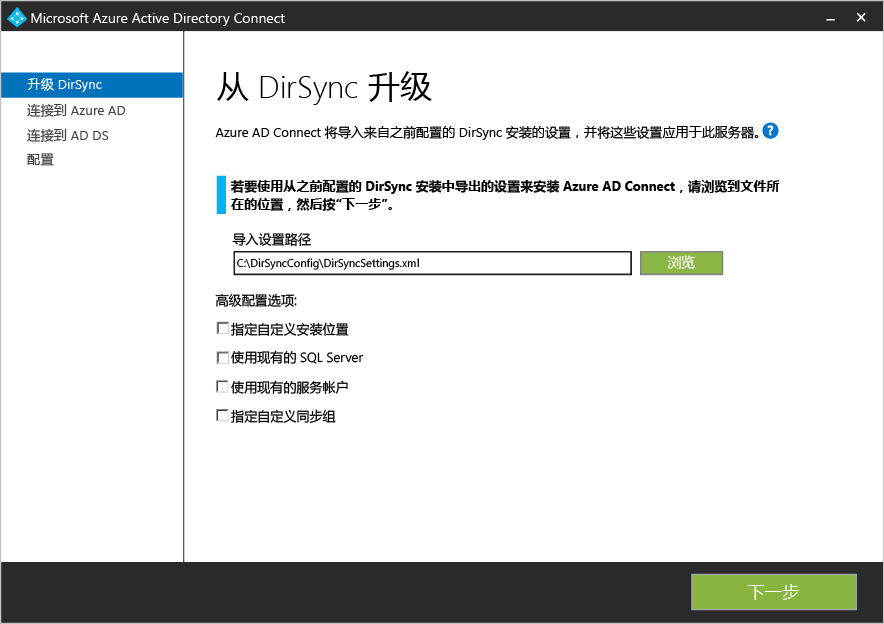 Microsoft Azure Active Directory Connect
升级 DirSync
连接到 Azure AD
连接到 AD DS
配置
从 DirSync 升级
Azure AD Connect 将导入来自之前配置的 DirSync 安装的设置，并将这些设置应用于此服务器。?
若要使用从之前配置的 DirSync 安装中导出的设置来安装 Azure AD Connect，请浏览到文件所
在的位置，然后按“下一步”。
导入设置路径
C:\DirSyncConfig\DirSyncSettings.xml
浏览
高级配置选项:
指定自定义安装位置
使用现有的 SQL Server
使用现有的服务帐户
指定自定义同步组
下一步